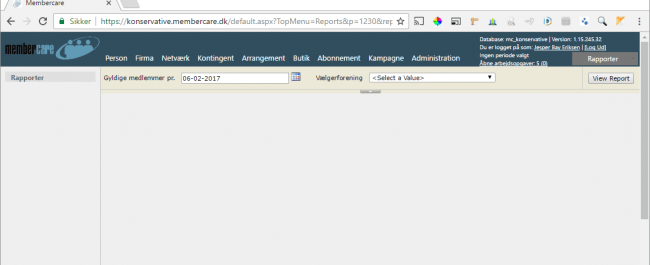 Membercare
Sikker
https://konservative.membercare.dk/default.aspx?TopMenu=Reports&p=1230&rep
membercare
Database: mc_konservative | Version: 1.15.245.32
Du er logget på som: Jesper Bay Eriksen | [Log Ud]
Ingen periode valgt
Åbne arbejdsopgaver: 5 (0)
Person Firma Netværk Kontingent Arrangement Butik Abonnement Kampagne Administration
Rapporter
Rapporter
Gyldige medlemmer pr. 06-02-2017
Vælgerforening <Select a Value>
View Report